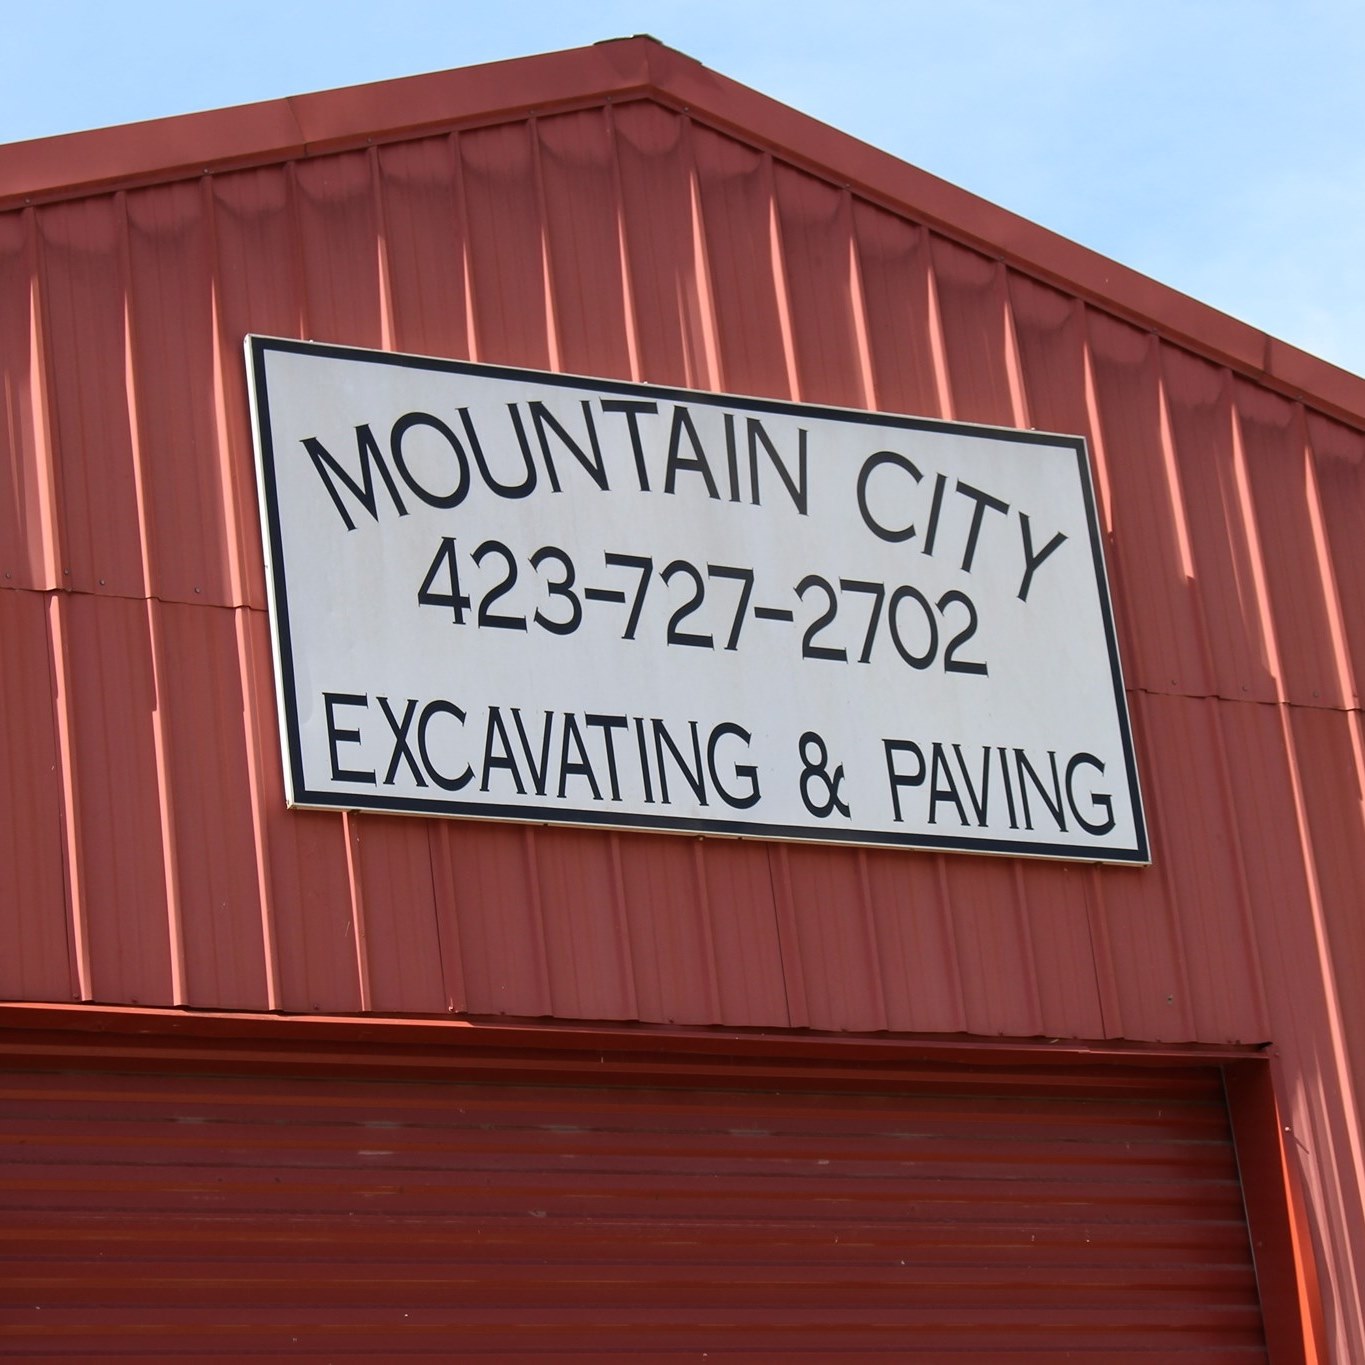 MOUNTAIN CITY
423-727-2702
EXCAVATING & PAVING